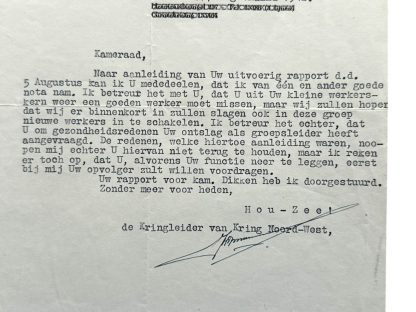 Kameraad,
Naar aanleiding van Uw uitvoerig rapport d.d.
5 Augustus kan ik U mededeelen, dat ik van één en ander goede
nota nam. Ik betreur het met U, dat U uit Uw kleine werkers-
kern weer een goeden werker moet missen, maar wij zullen hopen
dat wij er binnenkort in zullen slagen ook in deze groep
nieuwe werkers in te schakelen. Ik betreur het echter, dat
U om gezondheidsredenen Uw ontslag als groepsleider heeft
aangevraagd. De redenen, welke hiertoe aanleiding waren, noo-
pen mij echter U hiervan niet terug te houden, maar ik reken
er toch op, dat U, alvorens Uw functie neer te leggen, eerst
bij mij Uw opvolger zult willen voordragen.
Uw rapport voor kam. Dikken heb ik doorgestuurd.
Zonder meer voor heden,
Hou-Zee!
de Kringleider van Kring Noord-West,